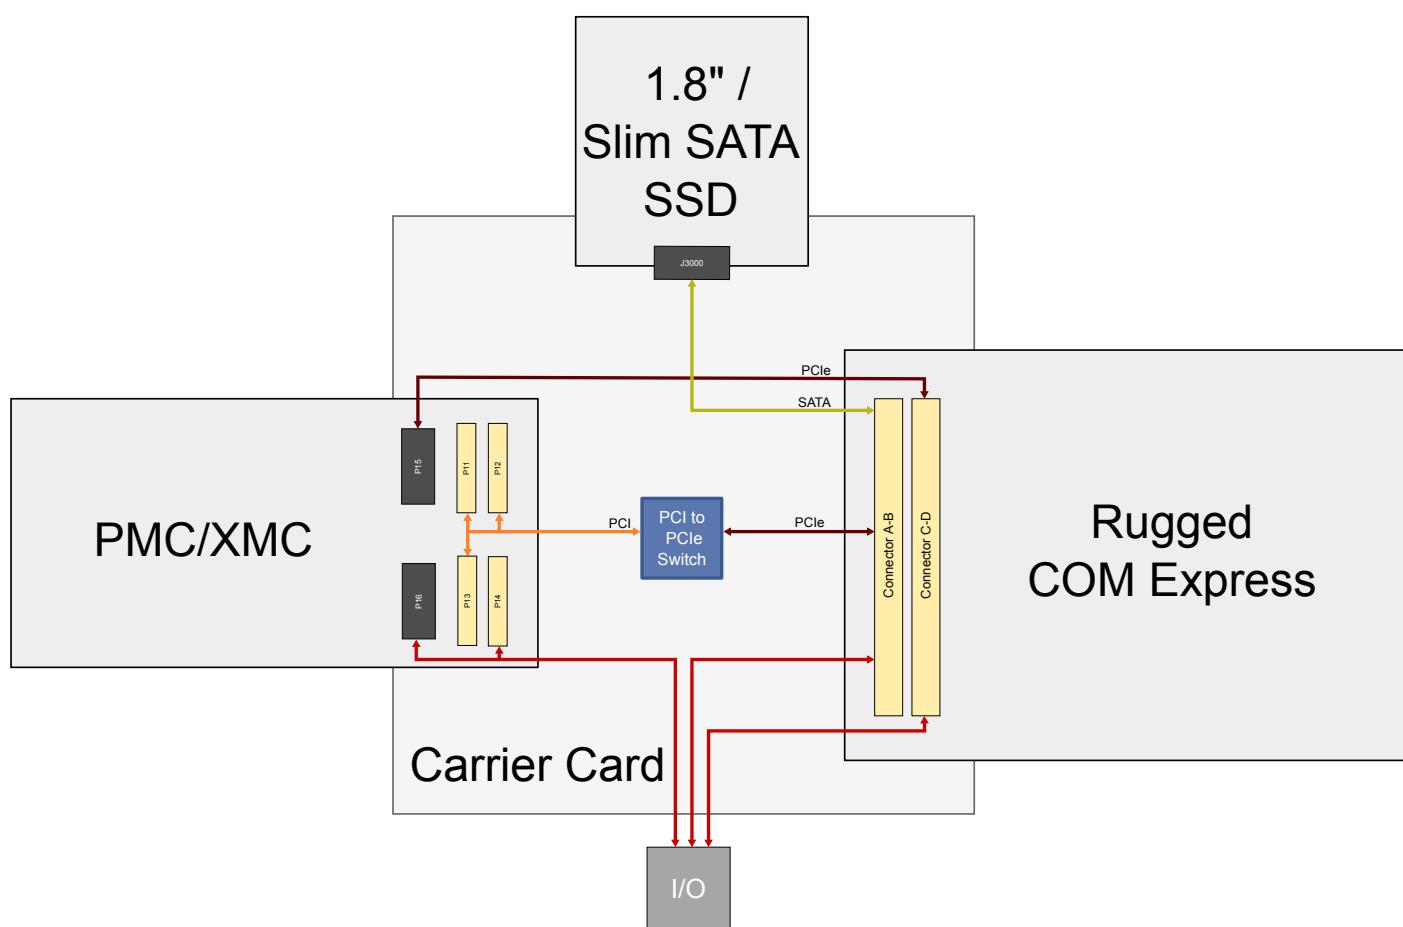 1.8" /
Slim SATA
SSD
J3000
PCIe
SATA
P15
P11
P12
PMC/XMC
PCI
PCI to
PCIe
Switch
PCIe
Connector A-B
Connector C-D
Rugged
COM Express
P16
P13
P14
Carrier Card
I/O